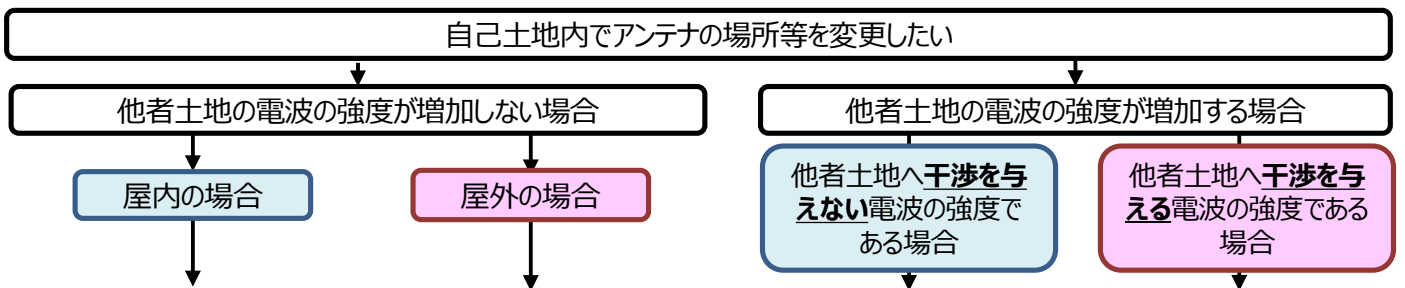 自己土地内でアンテナの場所等を変更したい
他者土地の電波の強度が増加しない場合
他者土地の電波の強度が増加する場合
屋内の場合
屋外の場合
他者土地へ干渉を与
えない電波の強度で
ある場合
他者土地へ干渉を与
える電波の強度である
場合